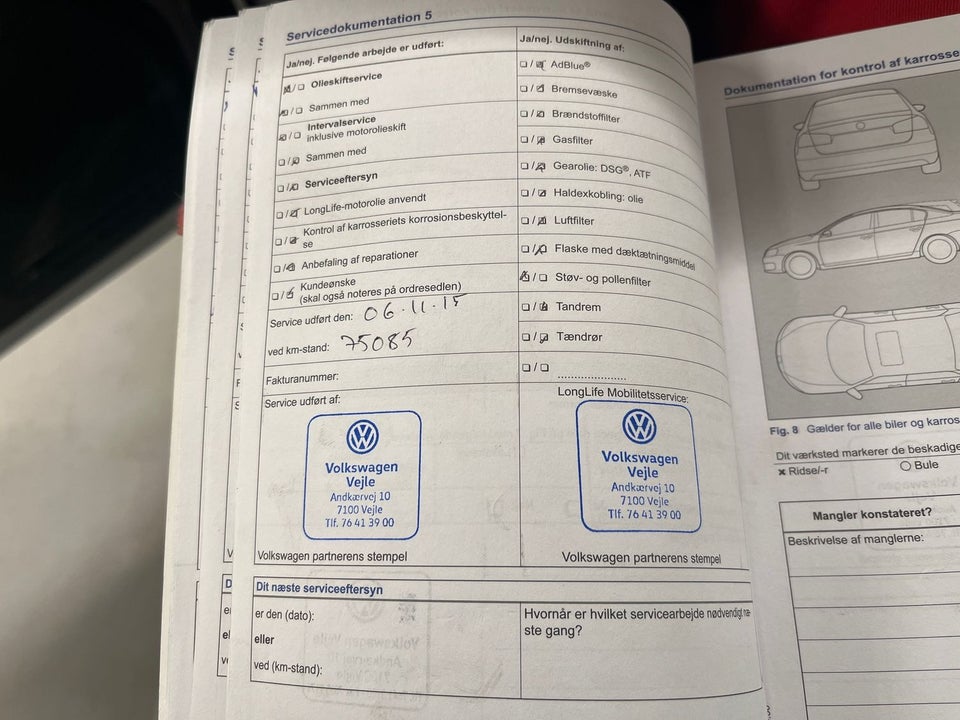 Servicedokumentation 5
Ja/nej. Følgende arbejde er udført:
Olieskiftservice
Sammen med
Intervalservice
inklusive motorolieskift
Sammen med
Serviceeftersyn
LongLife-motorolie anvendt
Kontrol af karrosseriets korrosionsbeskyttel-
se
Anbefaling af reparationer
Kundeønske
(skal også noteres på ordresedlen)
Service udført den: 06.11.15
ved km-stand: 75085
Fakturanummer:
Service udført af:
Volkswagen
Vejle
Andkærvej 10
7100 Vejle
Tlf. 76 41 39 00
Volkswagen partnerens stempel
Ja/nej. Udskiftning af:
AdBlue®
Bremsevæske
Brændstoffilter
Gasfilter
Gearolie: DSG®, ATF
Haldexkobling: olie
Luftfilter
Flaske med dæktætningsmiddel
Støv- og pollenfilter
Tandrem
Tændrør
......................
LongLife Mobilitetsservice:
Volkswagen
Vejle
Andkærvej 10
7100 Vejle
Tlf. 76 41 39 00
Volkswagen partnerens stempel
Dit næste serviceeftersyn
er den (dato):
eller
ved (km-stand):
Hvornår er hvilket servicearbejde nødvendigt næ-
ste gang?
Dokumentation for kontrol af karrosse
Fig. 8 Gælder for alle biler og karros
Dit værksted markerer de beskadige
× Ridse/-r
Bule
Mangler konstateret?
Beskrivelse af manglerne: